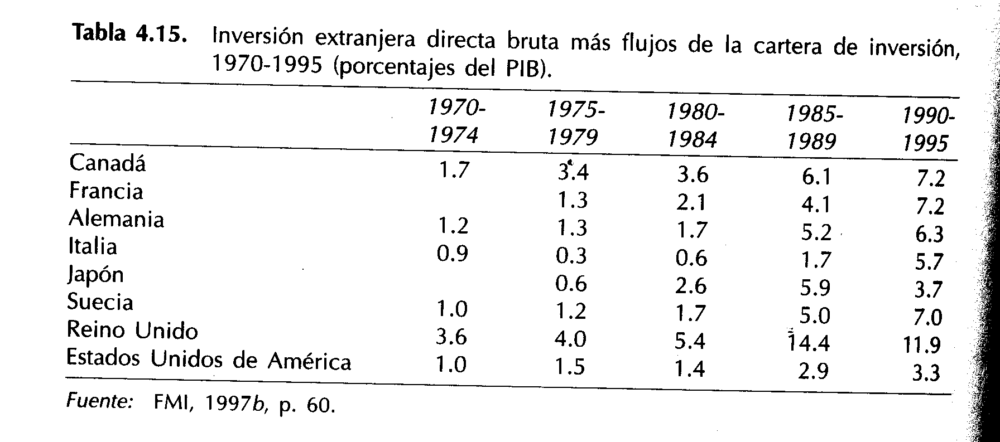 Tabla 4.15. Inversión extranjera directa bruta más flujos de la cartera de inversión,
1970-1995 (porcentajes del PIB).
1970- 1975- 1980- 1985- 1990-
1974 1979 1984 1989 1995
Canadá 1.7 3.4 3.6 6.1 7.2
Francia 1.3 2.1 4.1 7.2
Alemania 1.2 1.3 1.7 5.2 6.3
Italia 0.9 0.3 0.6 1.7 5.7
Japón 0.6 2.6 5.9 3.7
Suecia 1.0 1.2 1.7 5.0 7.0
Reino Unido 3.6 4.0 5.4 14.4 11.9
Estados Unidos de América 1.0 1.5 1.4 2.9 3.3
Fuente: FMI, 1997b, p. 60.